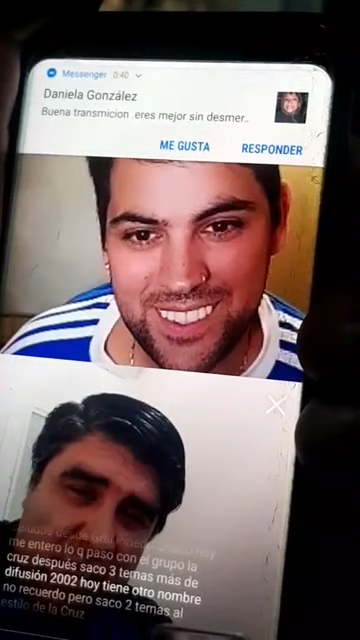 Messenger 0:40
Daniela González
Buena transmicion .eres mejor sin desmer..
ME GUSTA RESPONDER
me entero lo q paso con el grupo la
cruz después saco 3 temas más de
difusión 2002 hoy tiene otro nombre
no recuerdo pero saco 2 temas al
estilo de la Cruz